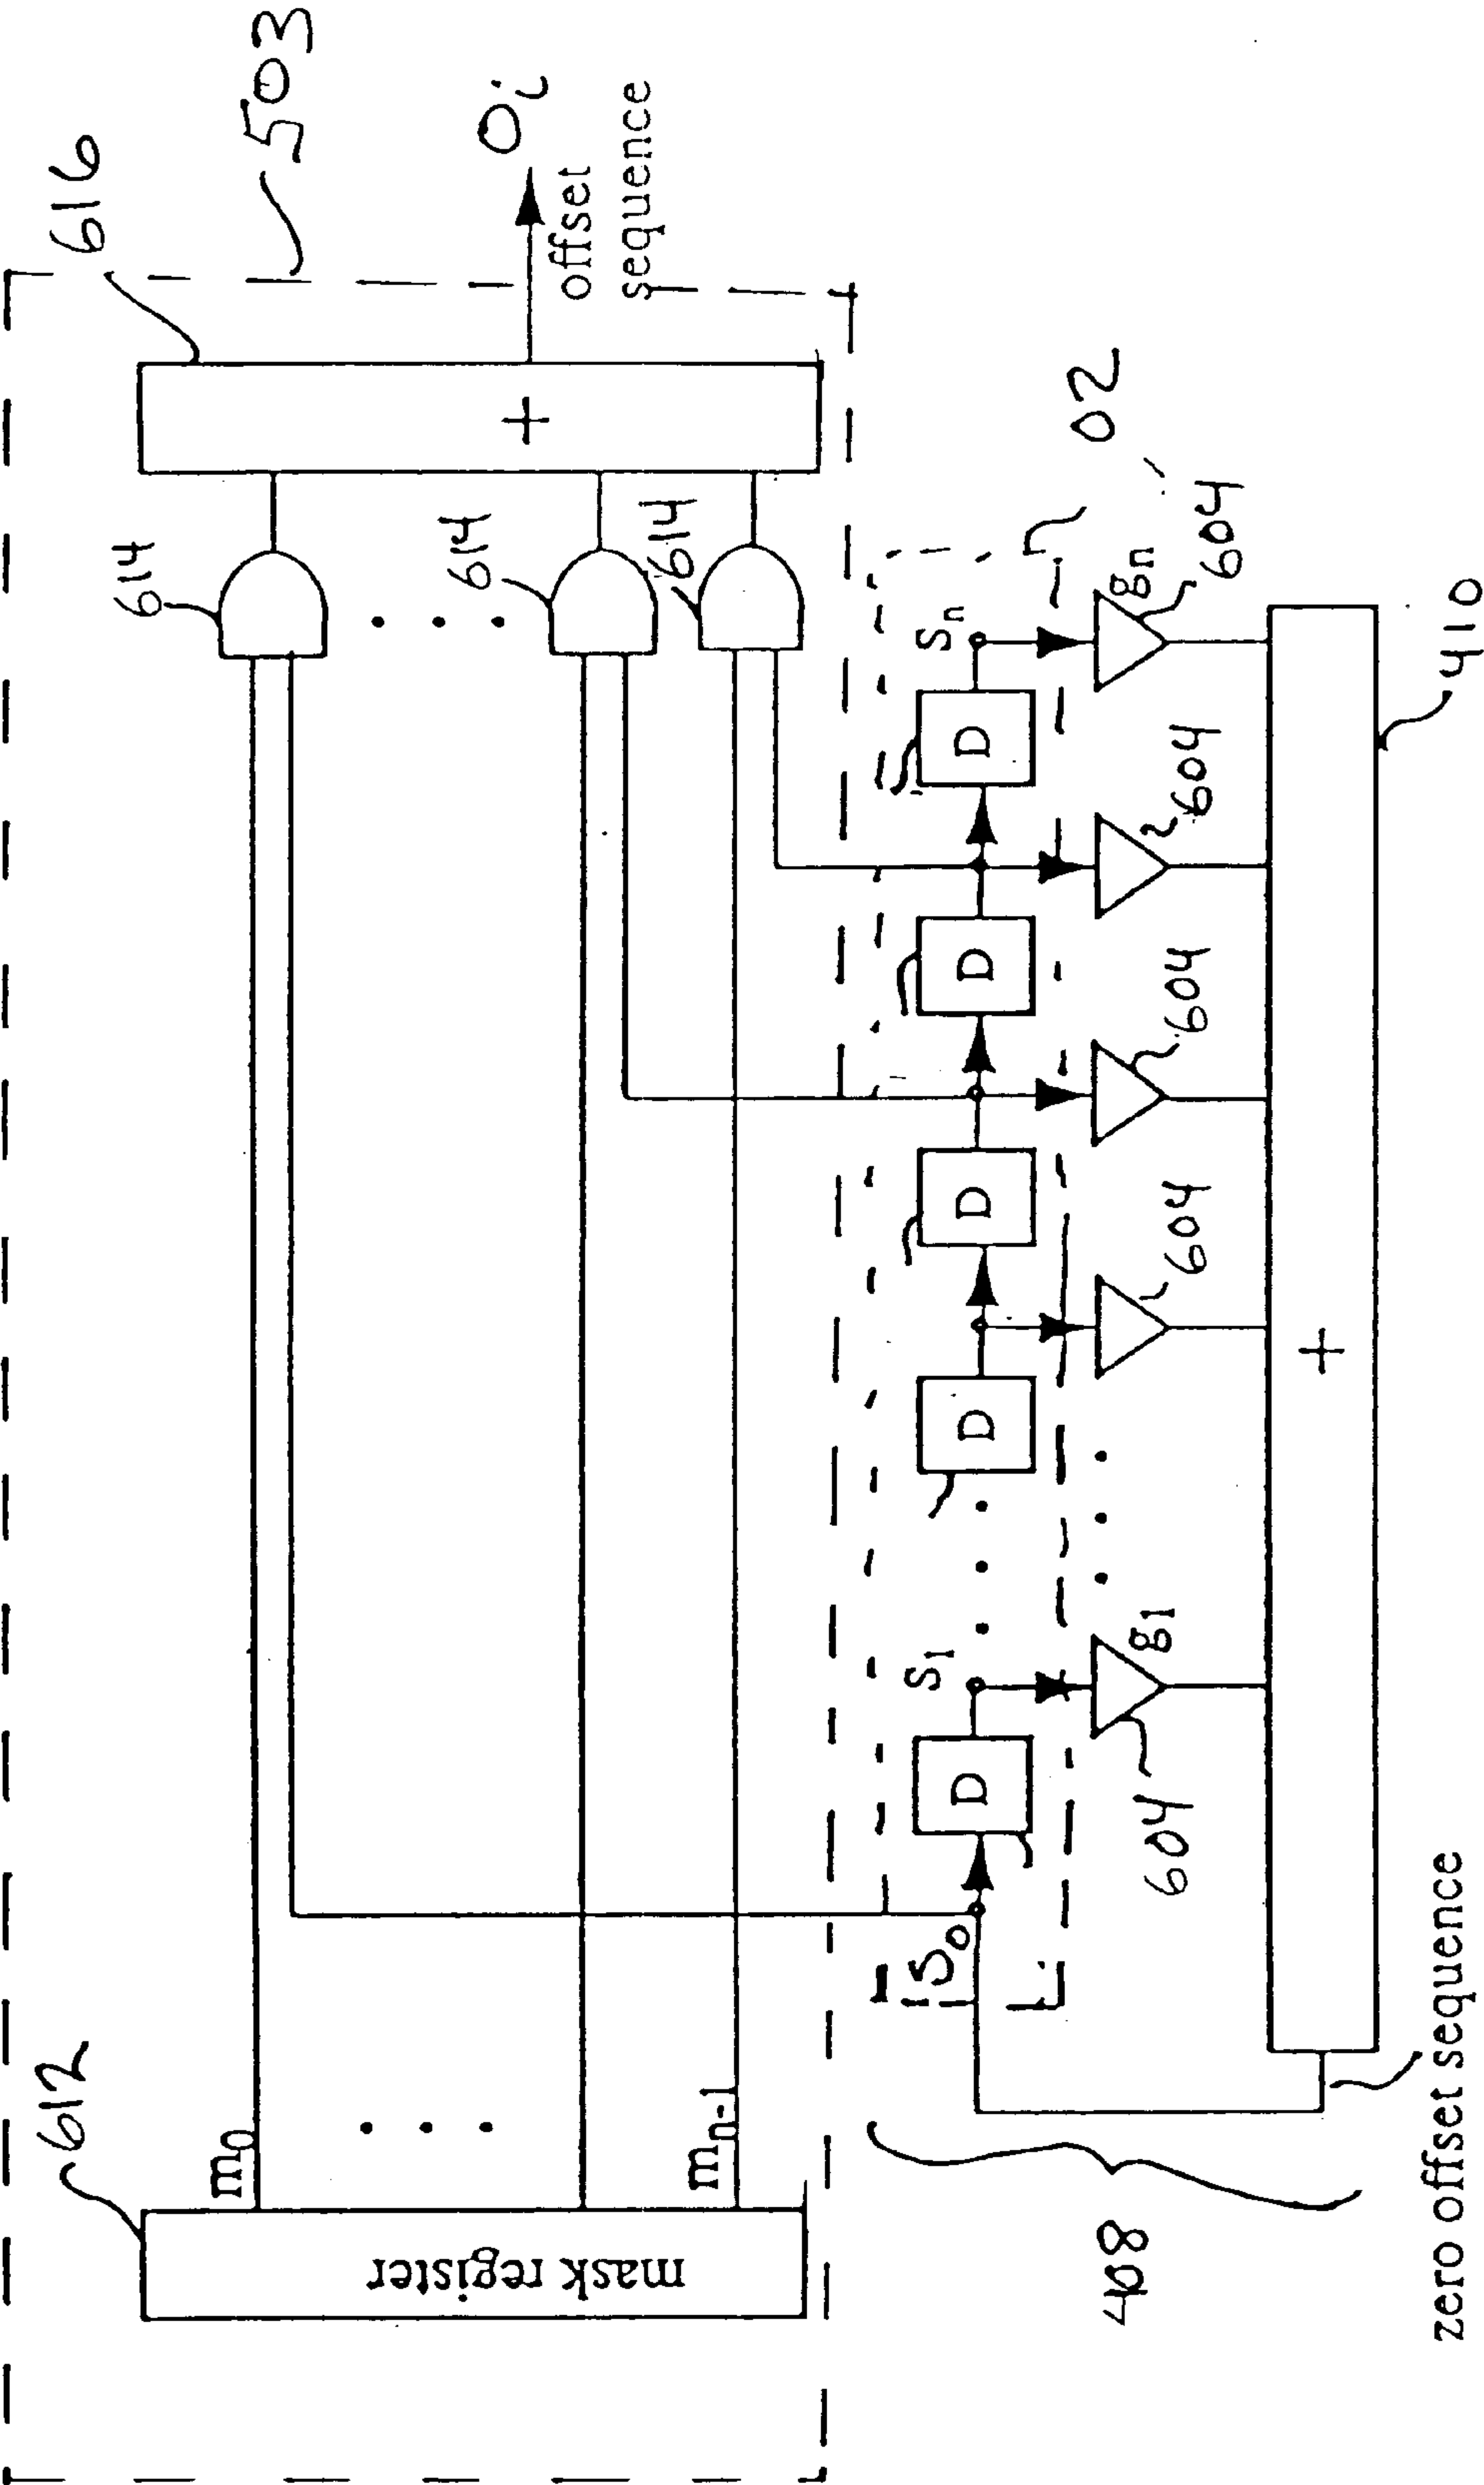 612
mask register
m0
mn-1
614
614
614
616
503
Oi
offset
sequence
S0
D
S1
D
D
D
D
Sn
02
604
g1
604
604
604
gn
604
+
+
410
408
zero offset sequence